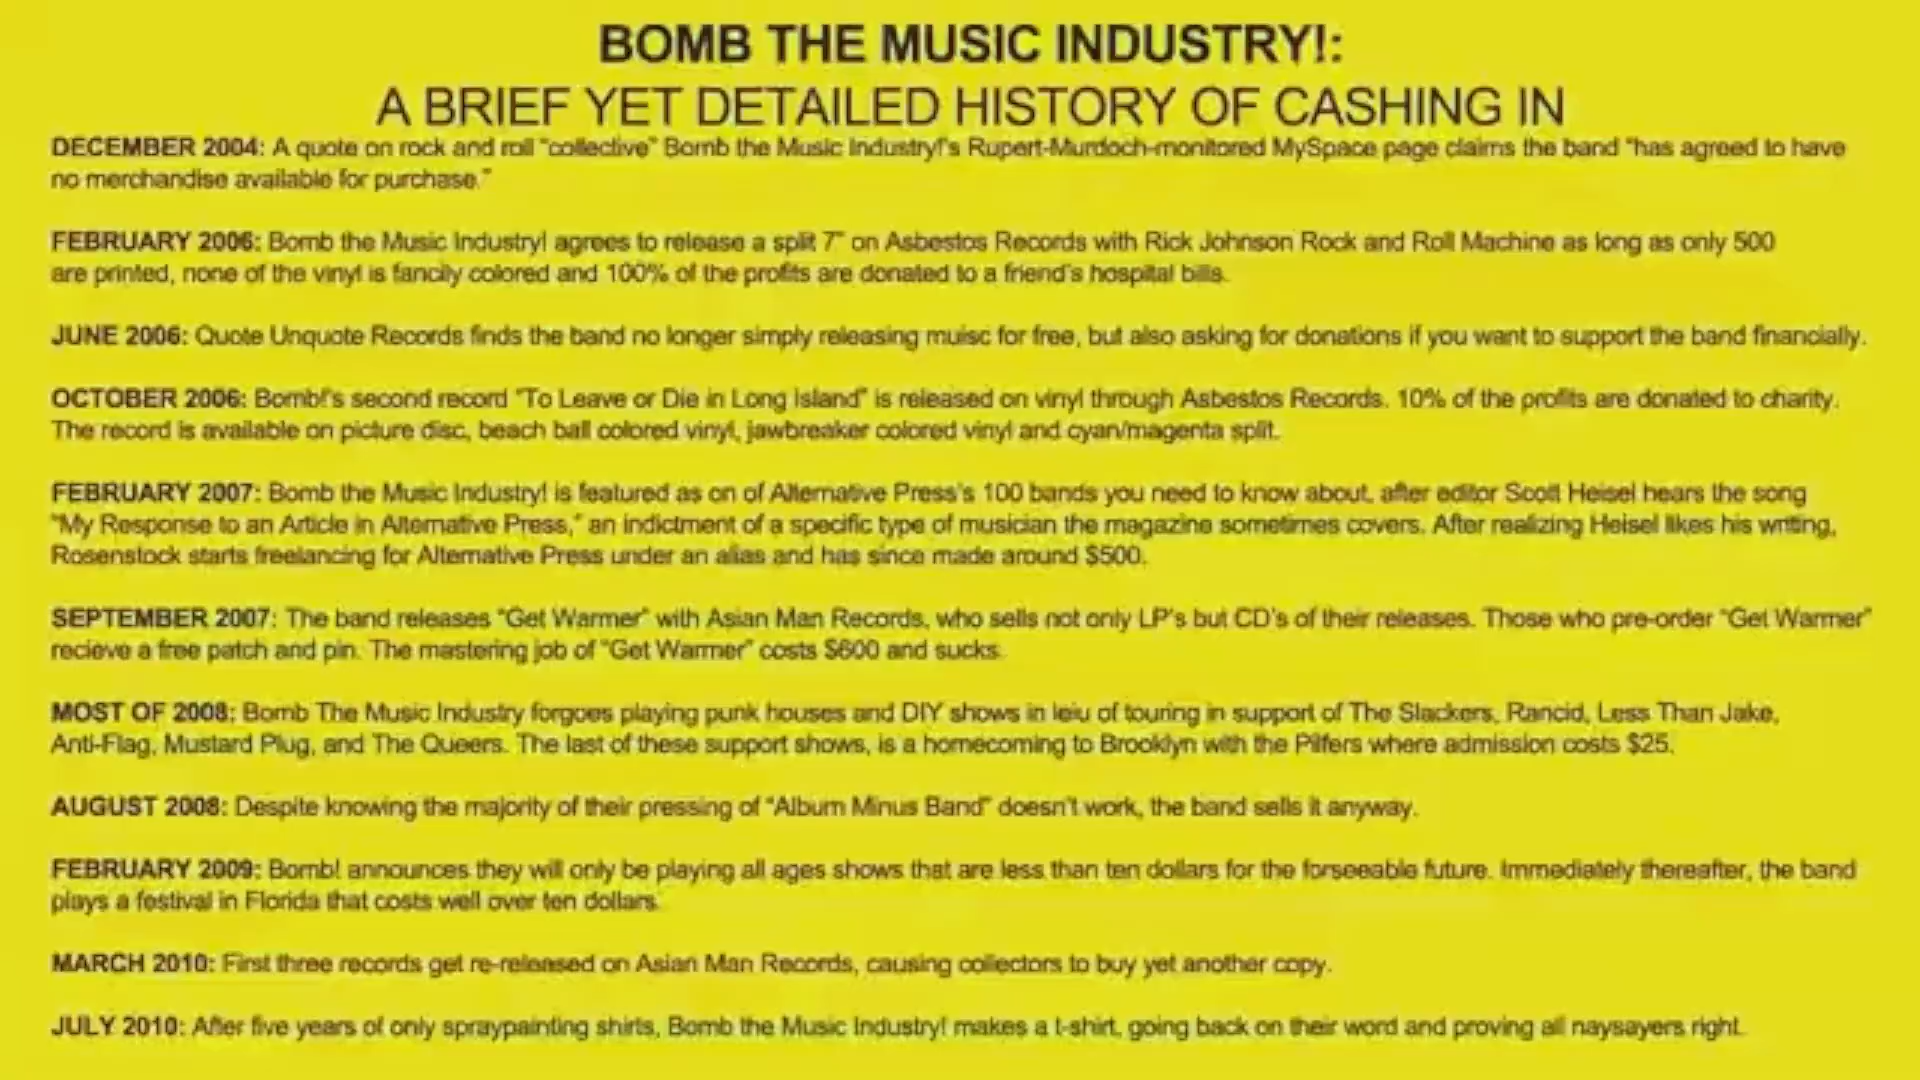 BOMB THE MUSIC INDUSTRY!:
A BRIEF YET DETAILED HISTORY OF CASHING IN
DECEMBER 2004: A quote on rock and roll "collective" Bomb the Music Industry!'s Rupert-Murdoch-monitored MySpace page claims the band "has agreed to have
no merchandise available for purchase."
FEBRUARY 2006: Bomb the Music Industry! agrees to release a split 7" on Asbestos Records with Rick Johnson Rock and Roll Machine as long as only 500
are printed, none of the vinyl is fancily colored and 100% of the profits are donated to a friend's hospital bills.
JUNE 2006: Quote Unquote Records finds the band no longer simply releasing muisc for free, but also asking for donations if you want to support the band financially.
OCTOBER 2006: Bomb!'s second record "To Leave or Die in Long Island" is released on vinyl through Asbestos Records. 10% of the profits are donated to charity.
The record is available on picture disc, beach ball colored vinyl, jawbreaker colored vinyl and cyan/magenta split.
FEBRUARY 2007: Bomb the Music Industry! is featured as on of Alternative Press's 100 bands you need to know about, after editor Scott Heisel hears the song
"My Response to an Article in Alternative Press," an indictment of a specific type of musician the magazine sometimes covers. After realizing Heisel likes his writing,
Rosenstock starts freelancing for Alternative Press under an alias and has since made around $500.
SEPTEMBER 2007: The band releases "Get Warmer" with Asian Man Records, who sells not only LP's but CD's of their releases. Those who pre-order "Get Warmer"
recieve a free patch and pin. The mastering job of "Get Warmer" costs $600 and sucks.
MOST OF 2008: Bomb The Music Industry forgoes playing punk houses and DIY shows in leiu of touring in support of The Slackers, Rancid, Less Than Jake,
Anti-Flag, Mustard Plug, and The Queers. The last of these support shows, is a homecoming to Brooklyn with the Pilfers where admission costs $25.
AUGUST 2008: Despite knowing the majority of their pressing of "Album Minus Band" doesn't work, the band sells it anyway.
FEBRUARY 2009: Bomb! announces they will only be playing all ages shows that are less than ten dollars for the forseeable future. Immediately thereafter, the band
plays a festival in Florida that costs well over ten dollars.
MARCH 2010: First three records get re-released on Asian Man Records, causing collectors to buy yet another copy.
JULY 2010: After five years of only spraypainting shirts, Bomb the Music Industry! makes a t-shirt, going back on their word and proving all naysayers right.